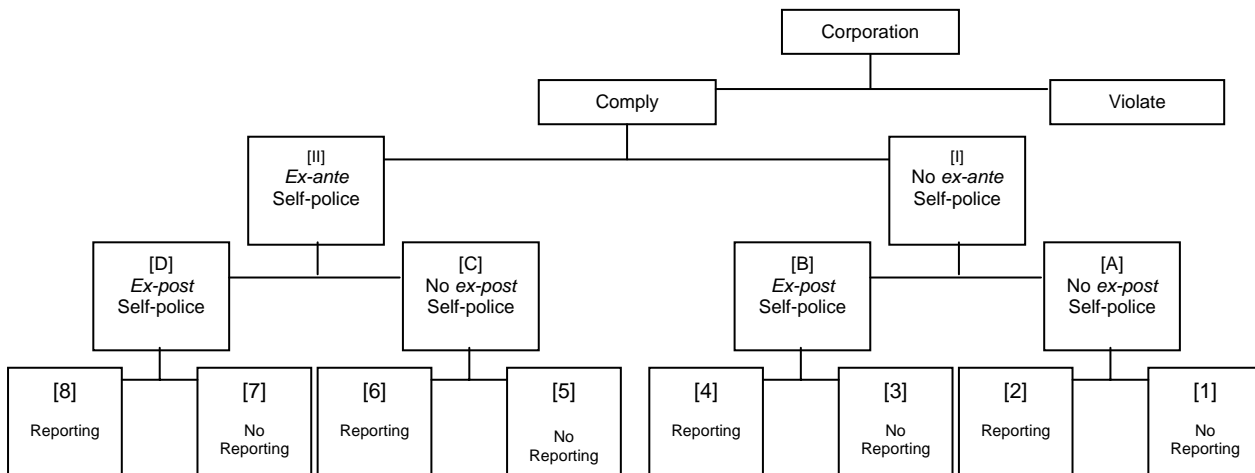 Corporation
Comply
Violate
[II]
Ex-ante
Self-police
[I]
No ex-ante
Self-police
[D]
Ex-post
Self-police
[C]
No ex-post
Self-police
[B]
Ex-post
Self-police
[A]
No ex-post
Self-police
[8]
Reporting
[7]
No
Reporting
[6]
Reporting
[5]
No
Reporting
[4]
Reporting
[3]
No
Reporting
[2]
Reporting
[1]
No
Reporting